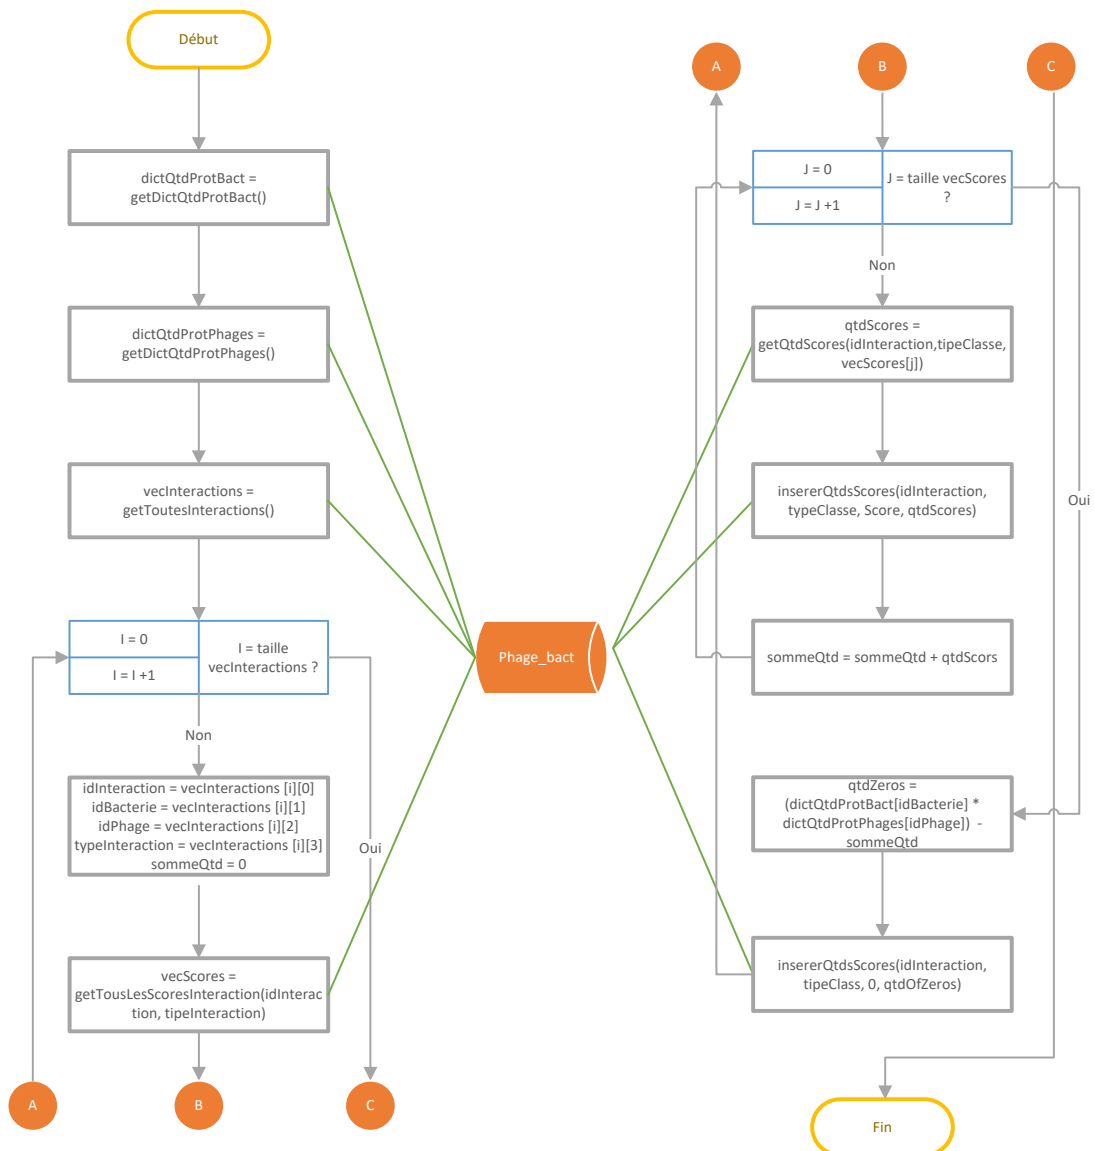 Début
dictQtdProtBact =
getDictQtdProtBact()
dictQtdProtPhages =
getDictQtdProtPhages()
vecInteractions =
getToutesInteractions()
I = 0
I = I +1
I = taille
vecInteractions ?
Non
Oui
idInteraction = vecInteractions [i][0]
idBacterie = vecInteractions [i][1]
idPhage = vecInteractions [i][2]
typeInteraction = vecInteractions [i][3]
sommeQtd = 0
vecScores =
getTousLesScoresInteraction(idInterac
tion, tipeInteraction)
A
B
C
Phage_bact
A
B
C
J = 0
J = J +1
J = taille vecScores
?
Non
Oui
qtdScores =
getQtdScores(idInteraction,tipeClasse,
vecScores[j])
insererQtdsScores(idInteraction,
typeClasse, Score, qtdScores)
sommeQtd = sommeQtd + qtdScors
qtdZeros =
(dictQtdProtBact[idBacterie] *
dictQtdProtPhages[idPhage]) -
sommeQtd
insererQtdsScores(idInteraction,
tipeClass, 0, qtdOfZeros)
Fin